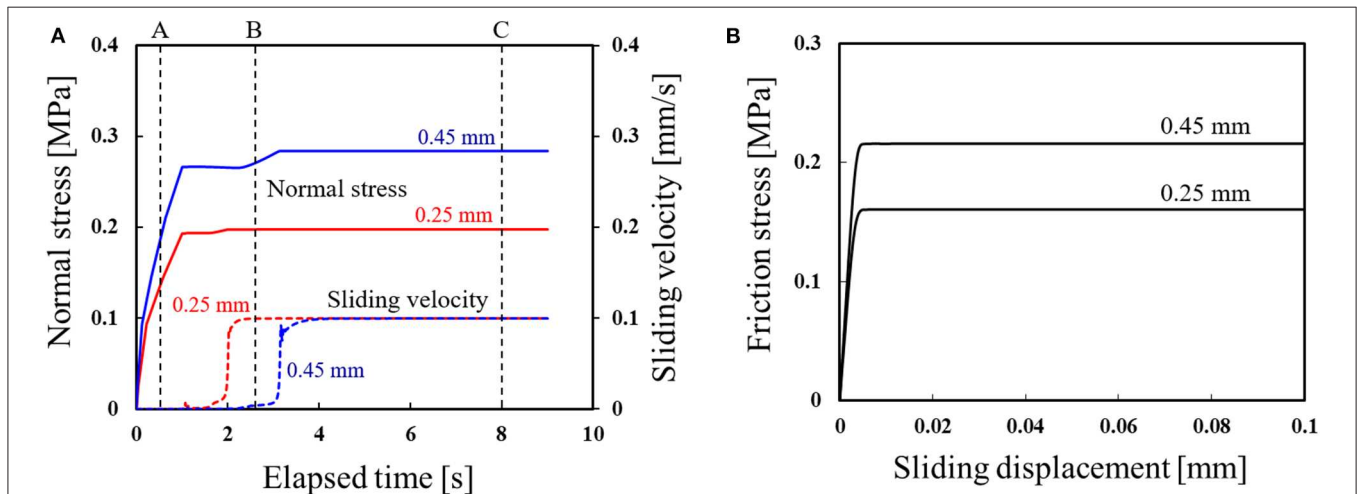 A
A B C
Normal stress [MPa]
0.4
0.3
0.2
0.1
0
0.45 mm
Normal stress
0.25 mm
0.25 mm
Sliding velocity
0.45 mm
0 2 4 6 8 10
Elapsed time [s]
0.4
0.3
0.2
0.1
0
Sliding velocity [mm/s]
B
Friction stress [MPa]
0.3
0.2
0.1
0
0.45 mm
0.25 mm
0 0.02 0.04 0.06 0.08 0.1
Sliding displacement [mm]